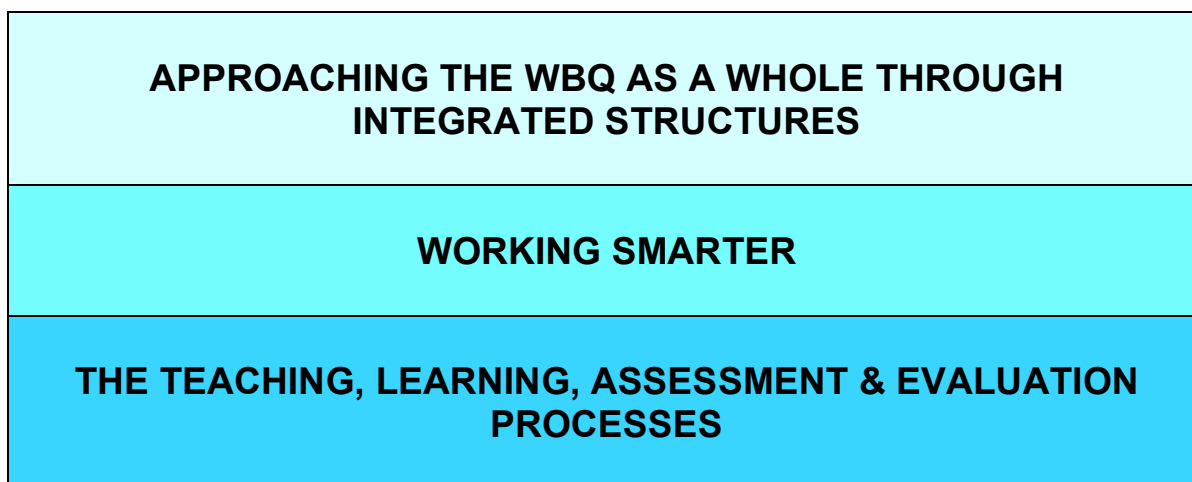 APPROACHING THE WBQ AS A WHOLE THROUGH
INTEGRATED STRUCTURES
WORKING SMARTER
THE TEACHING, LEARNING, ASSESSMENT & EVALUATION
PROCESSES